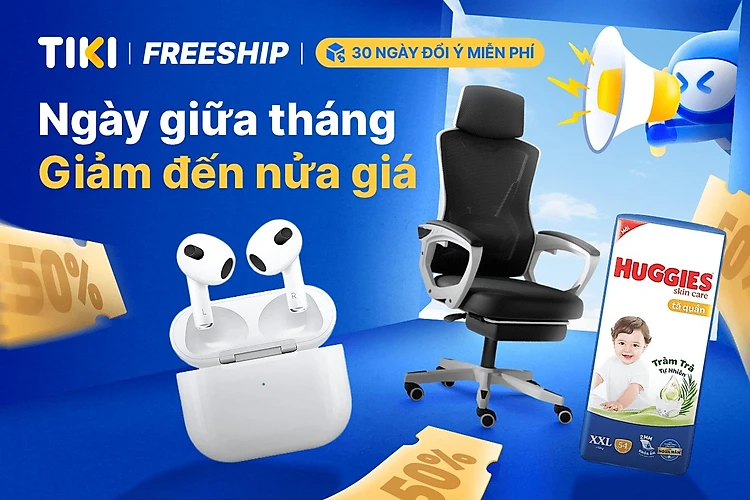 TIKI | FREESHIP | 30 NGÀY ĐỔI Ý MIỄN PHÍ
Ngày giữa tháng
Giảm đến nửa giá
50%
L R
HUGGIES
skin care
tã quần
Tràm Trà
Tự Nhiên
XXL 54
50%